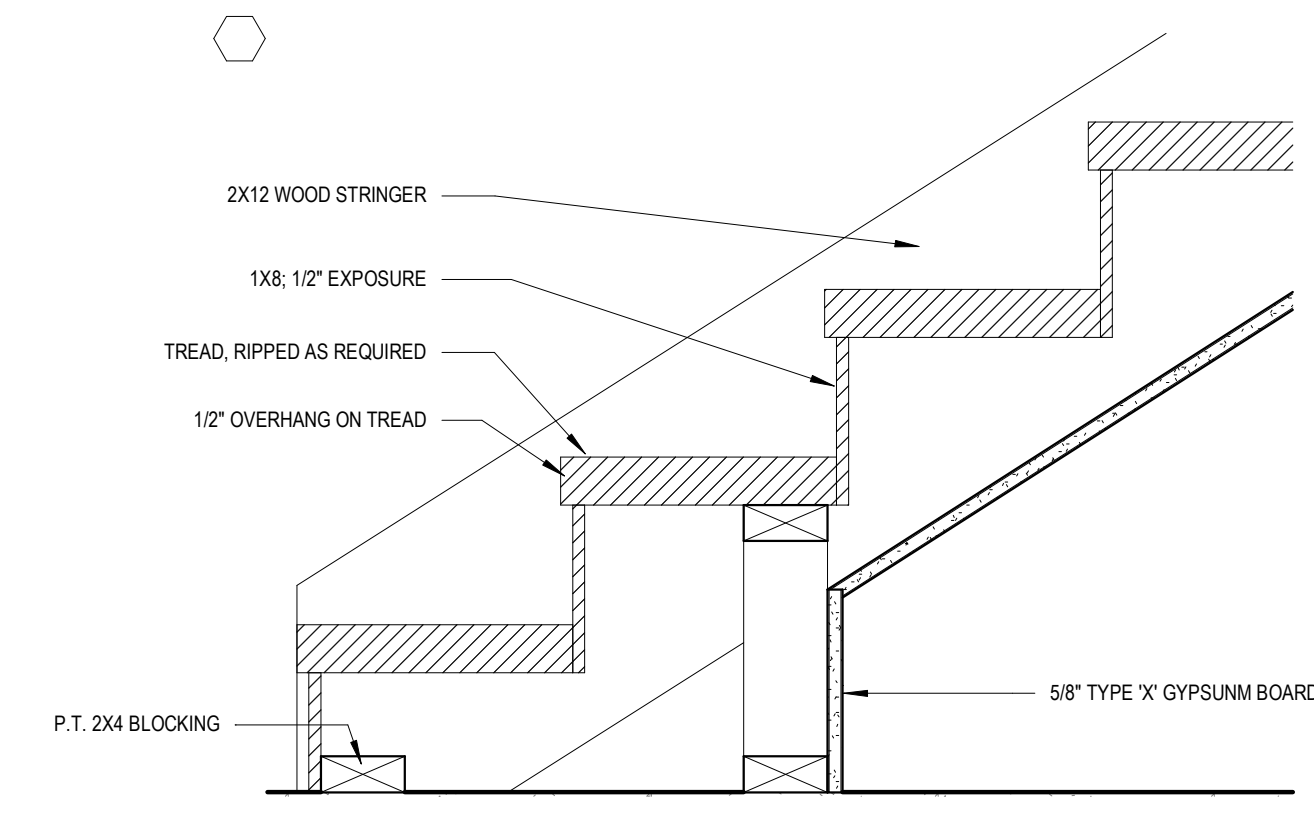 2X12 WOOD STRINGER
1X8; 1/2" EXPOSURE
TREAD, RIPPED AS REQUIRED
1/2" OVERHANG ON TREAD
5/8" TYPE 'X' GYPSUNM BOARD
P.T. 2X4 BLOCKING